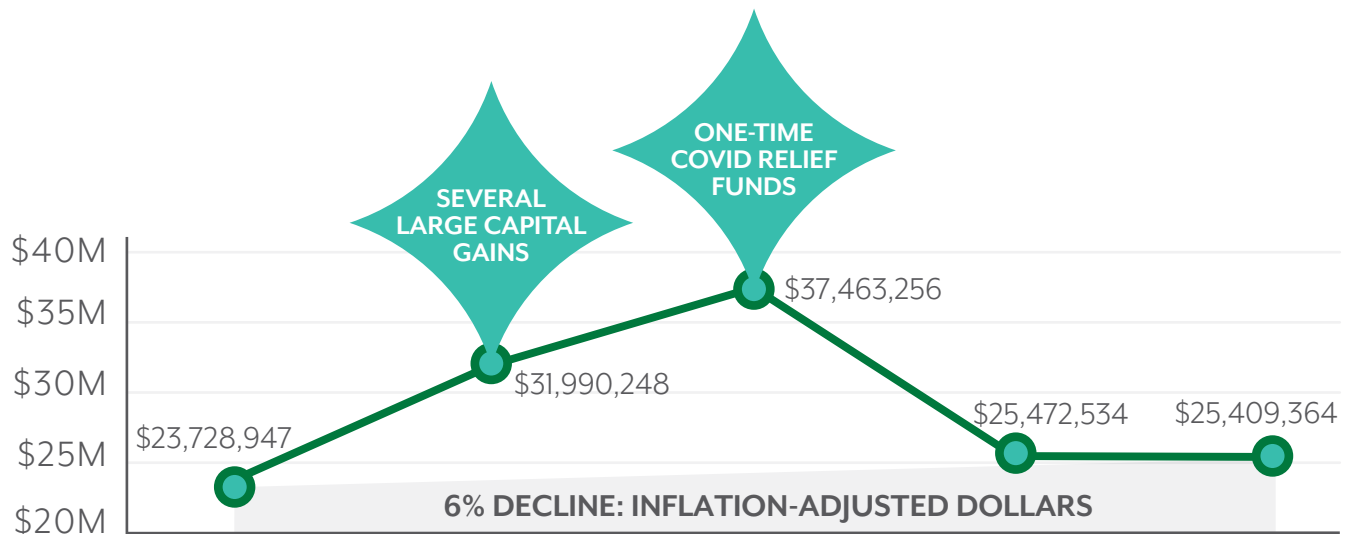 ONE-TIME
COVID RELIEF
FUNDS
SEVERAL
LARGE CAPITAL
GAINS
$40M
$35M
$30M
$25M
$20M
$23,728,947
$31,990,248
$37,463,256
$25,472,534
$25,409,364
6% DECLINE: INFLATION-ADJUSTED DOLLARS